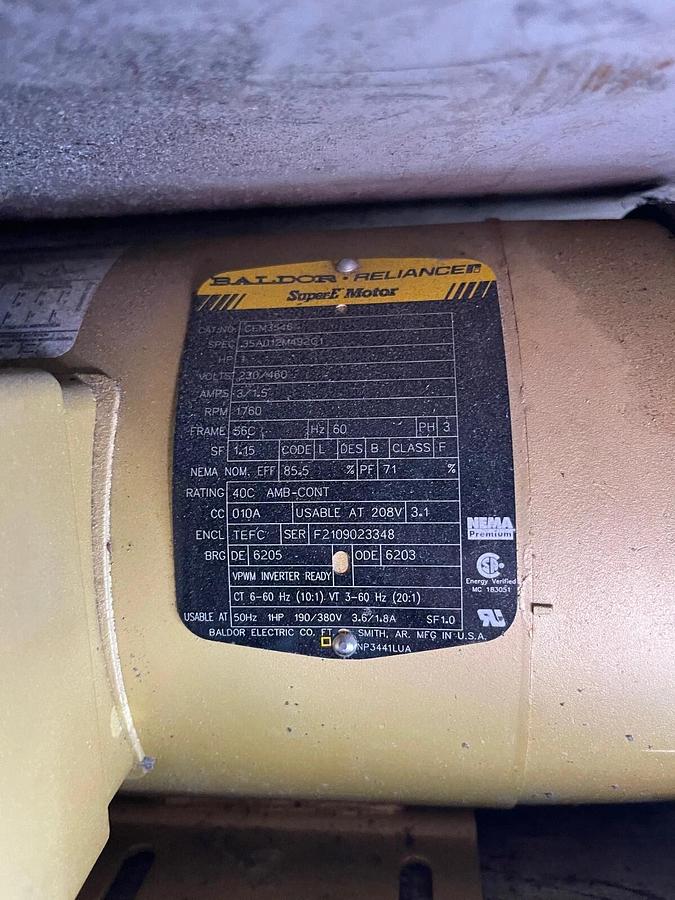 BALDOR · RELIANCE
SuperE Motor
CAT.NO. CEM3546
SPEC. 35AD12M492G1
HP 1
VOLTS 230/460
AMPS 3/1.5
RPM 1760
FRAME 56C Hz 60 PH 3
SF 1.15 CODE L DES B CLASS F
NEMA NOM. EFF 85.5 % PF 71 %
RATING 40C AMB-CONT
CC 010A USABLE AT 208V 3.1
ENCL TEFC SER F2109023348
BRG DE 6205 ODE 6203
VPWM INVERTER READY
CT 6-60 Hz (10:1) VT 3-60 Hz (20:1)
USABLE AT 50Hz 1HP 190/380V 3.6/1.8A SF1.0
BALDOR ELECTRIC CO. FT. SMITH, AR. MFG IN U.S.A.
NP3441LUA
NEMA
Premium
Energy Verified
MC 183051